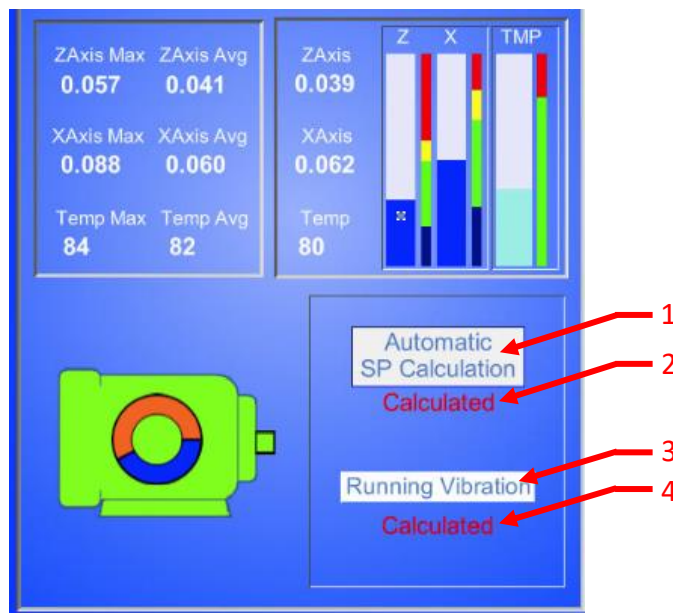 ZAxis Max ZAxis Avg
0.057 0.041
XAxis Max XAxis Avg
0.088 0.060
Temp Max Temp Avg
84 82
ZAxis
0.039
XAxis
0.062
Temp
80
Z X TMP
Automatic
SP Calculation
Calculated
Running Vibration
Calculated
1
2
3
4